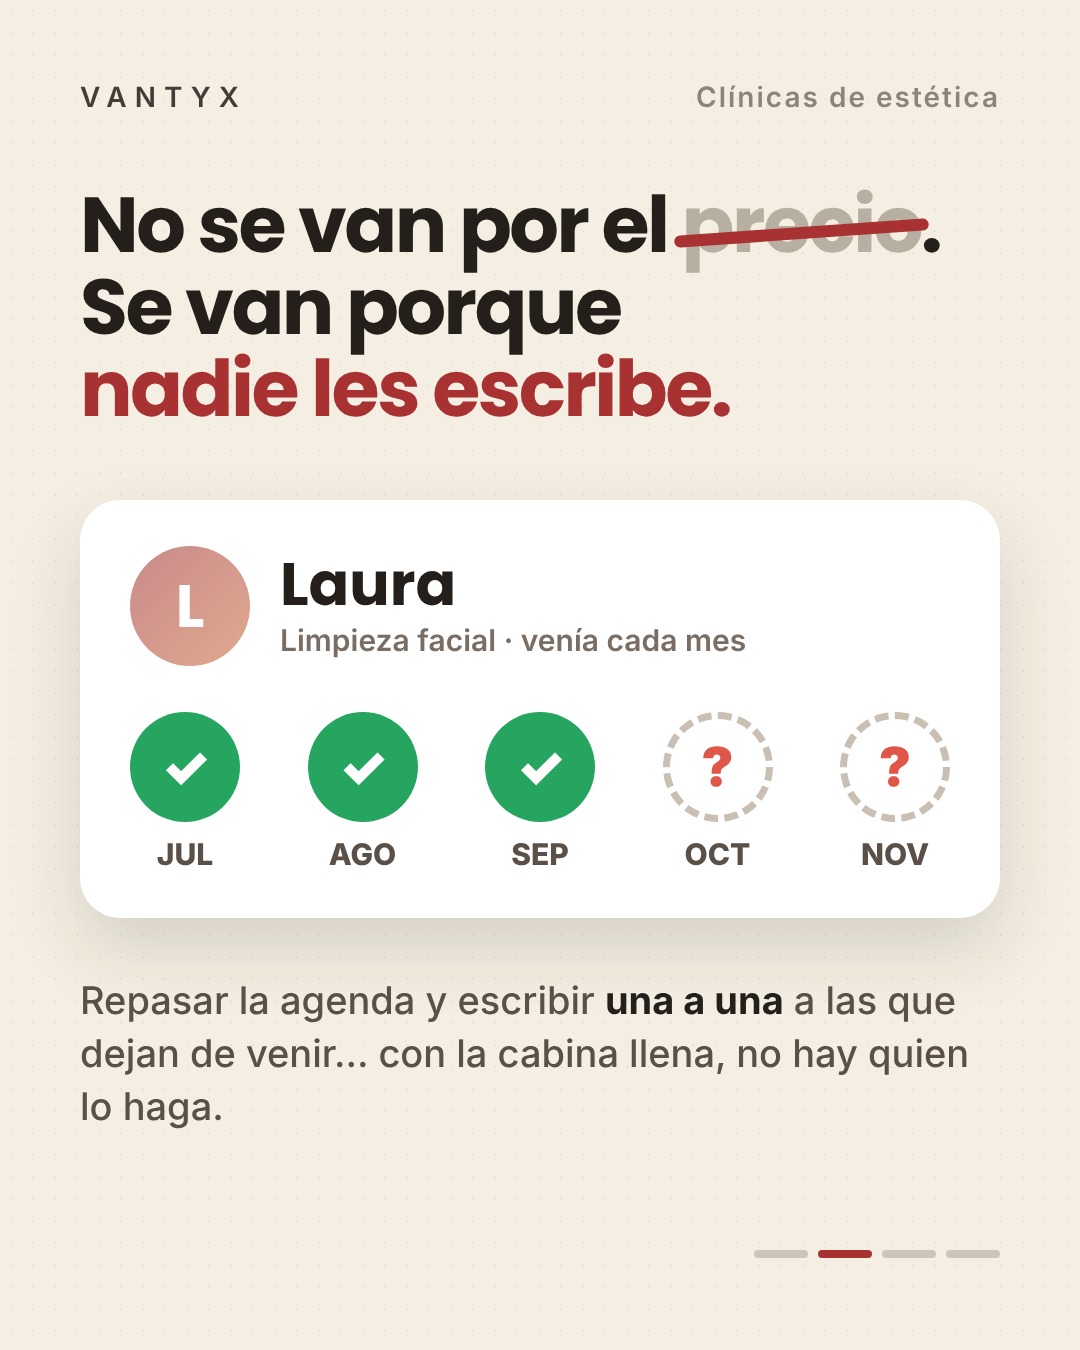 VANTYX
Clínicas de estética
No se van por el precio.
Se van porque
nadie les escribe.
L
Laura
Limpieza facial · venía cada mes
? ?
JUL AGO SEP OCT NOV
Repasar la agenda y escribir una a una a las que
dejan de venir... con la cabina llena, no hay quien
lo haga.